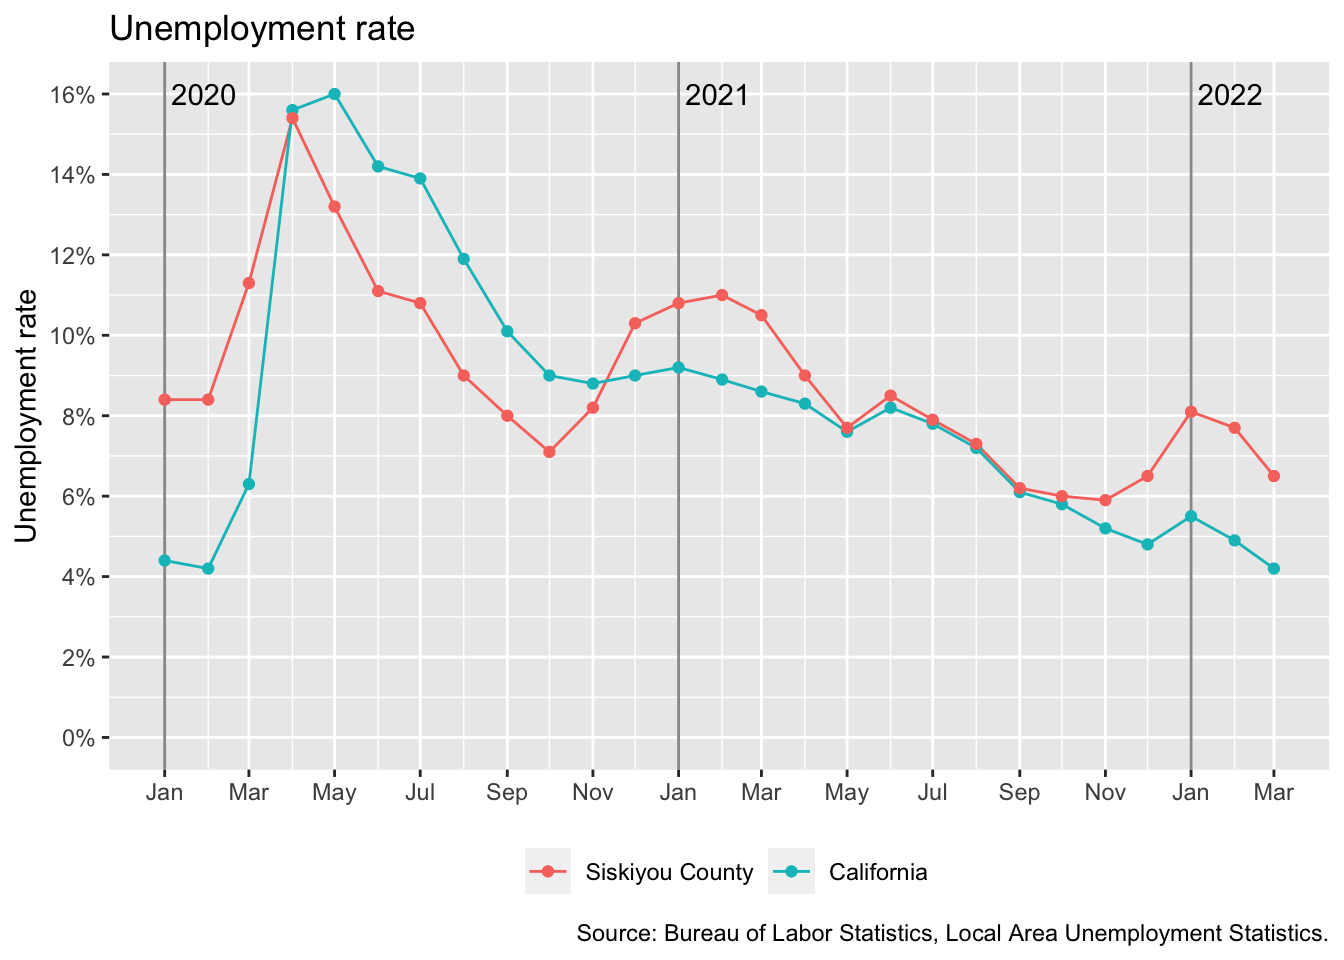 Unemployment rate
2020 2021 2022
Unemployment rate
16%
14%
12%
10%
8%
6%
4%
2%
0%
Jan Mar May Jul Sep Nov Jan Mar May Jul Sep Nov Jan Mar
Siskiyou County California
Source: Bureau of Labor Statistics, Local Area Unemployment Statistics.